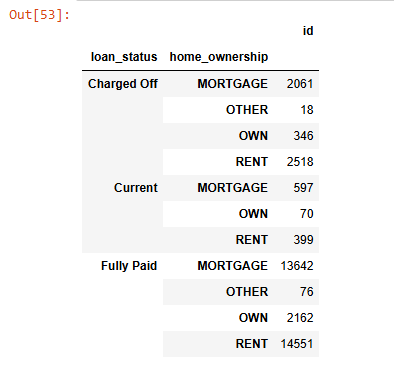 Out[53]:
id
loan_status home_ownership
Charged Off MORTGAGE 2061
OTHER 18
OWN 346
RENT 2518
Current MORTGAGE 597
OWN 70
RENT 399
Fully Paid MORTGAGE 13642
OTHER 76
OWN 2162
RENT 14551